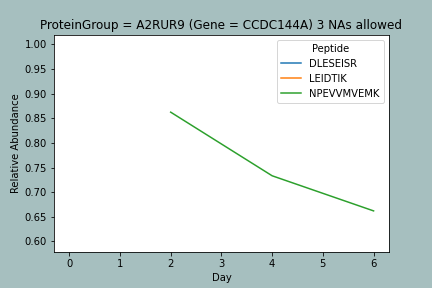 ProteinGroup = A2RUR9 (Gene = CCDC144A) 3 NAs allowed
Peptide
DLESEISR
LEIDTIK
NPEVVMVEMK
Relative Abundance
1.00
0.95
0.90
0.85
0.80
0.75
0.70
0.65
0.60
0 1 2 3 4 5 6
Day